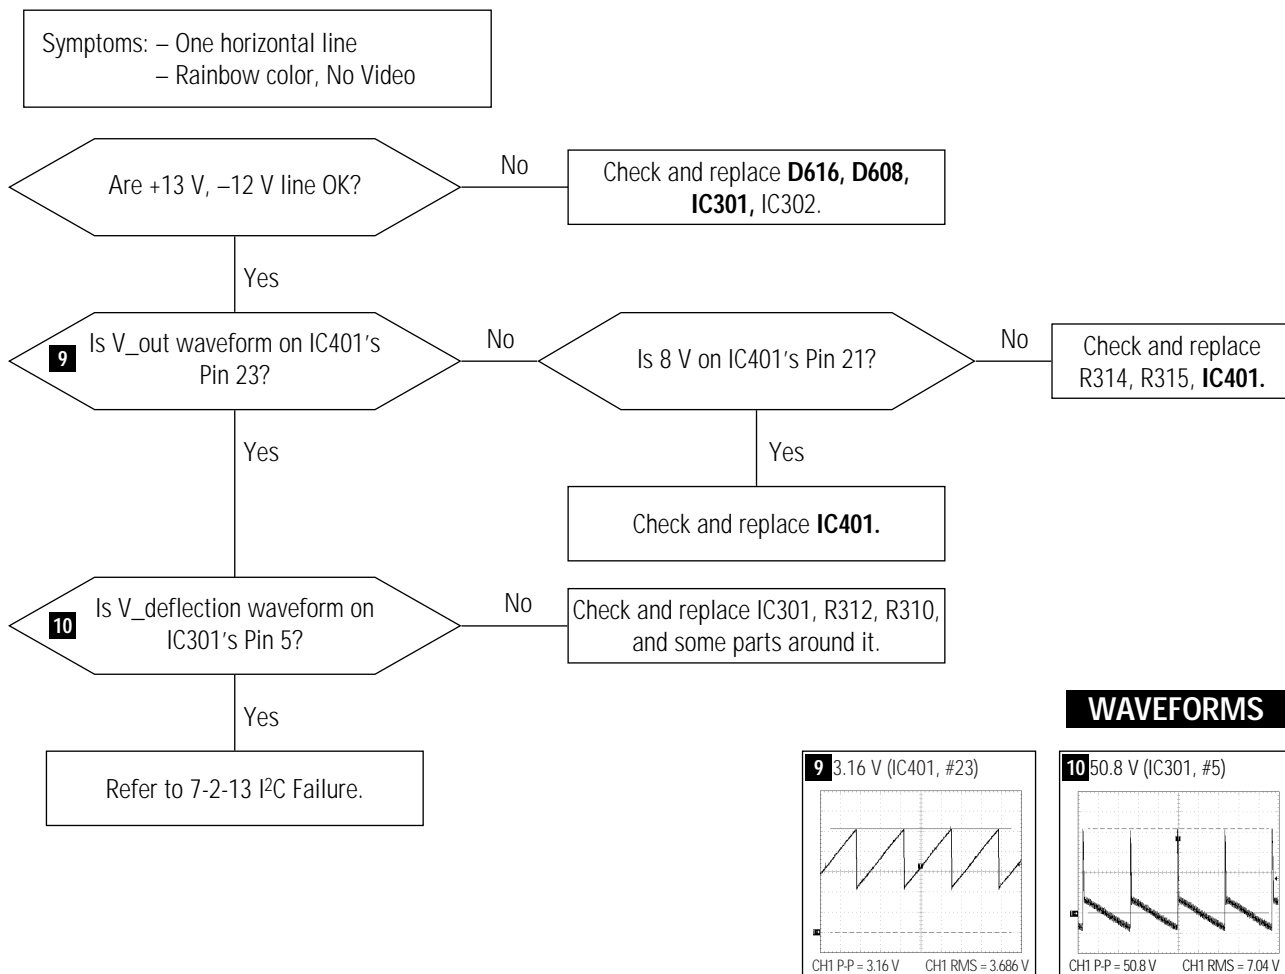 Symptoms: – One horizontal line
– Rainbow color, No Video
Are +13 V, –12 V line OK?
No
Check and replace D616, D608,
IC301, IC302.
Yes
9
Is V_out waveform on IC401's
Pin 23?
No
Is 8 V on IC401's Pin 21?
No
Check and replace
R314, R315, IC401.
Yes
Yes
Check and replace IC401.
10
Is V_deflection waveform on
IC301's Pin 5?
No
Check and replace IC301, R312, R310,
and some parts around it.
Yes
Refer to 7-2-13 I²C Failure.
WAVEFORMS
9 3.16 V (IC401, #23)
CH1 P-P = 3.16 V CH1 RMS = 3.686 V
10 50.8 V (IC301, #5)
CH1 P-P = 50.8 V CH1 RMS = 7.04 V